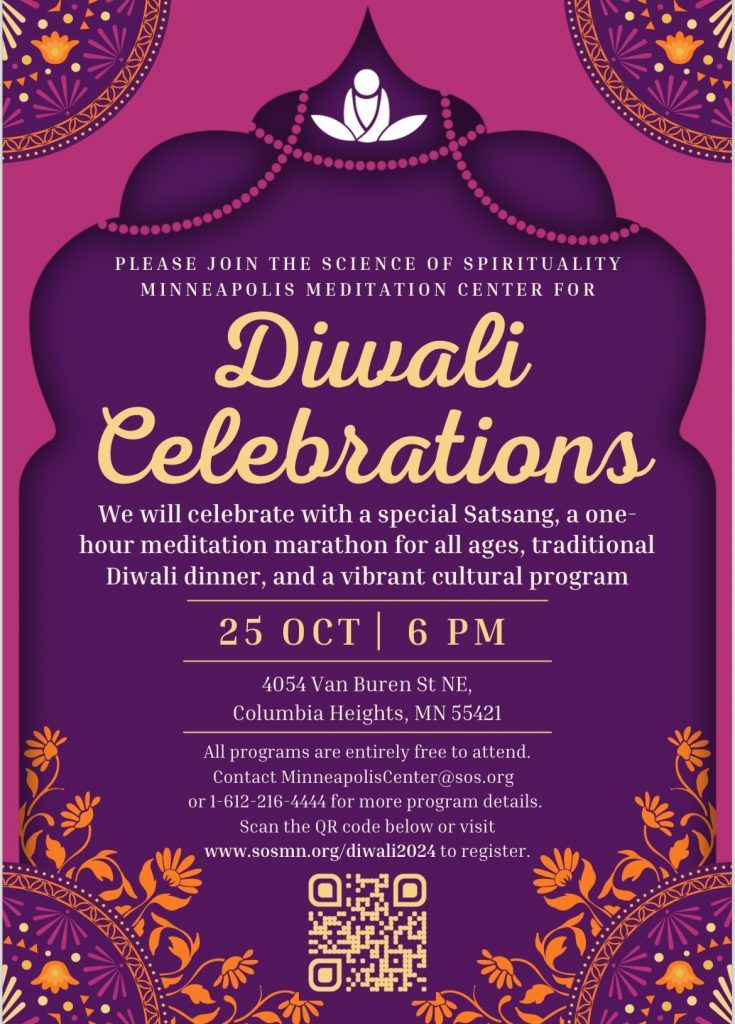 PLEASE JOIN THE SCIENCE OF SPIRITUALITY
MINNEAPOLIS MEDITATION CENTER FOR
Diwali
Celebrations
We will celebrate with a special Satsang, a one-
hour meditation marathon for all ages, traditional
Diwali dinner, and a vibrant cultural program
25 OCT | 6 PM
4054 Van Buren St NE,
Columbia Heights, MN 55421
All programs are entirely free to attend.
Contact MinneapolisCenter@sos.org
or 1-612-216-4444 for more program details.
Scan the QR code below or visit
www.sosmn.org/diwali2024 to register.